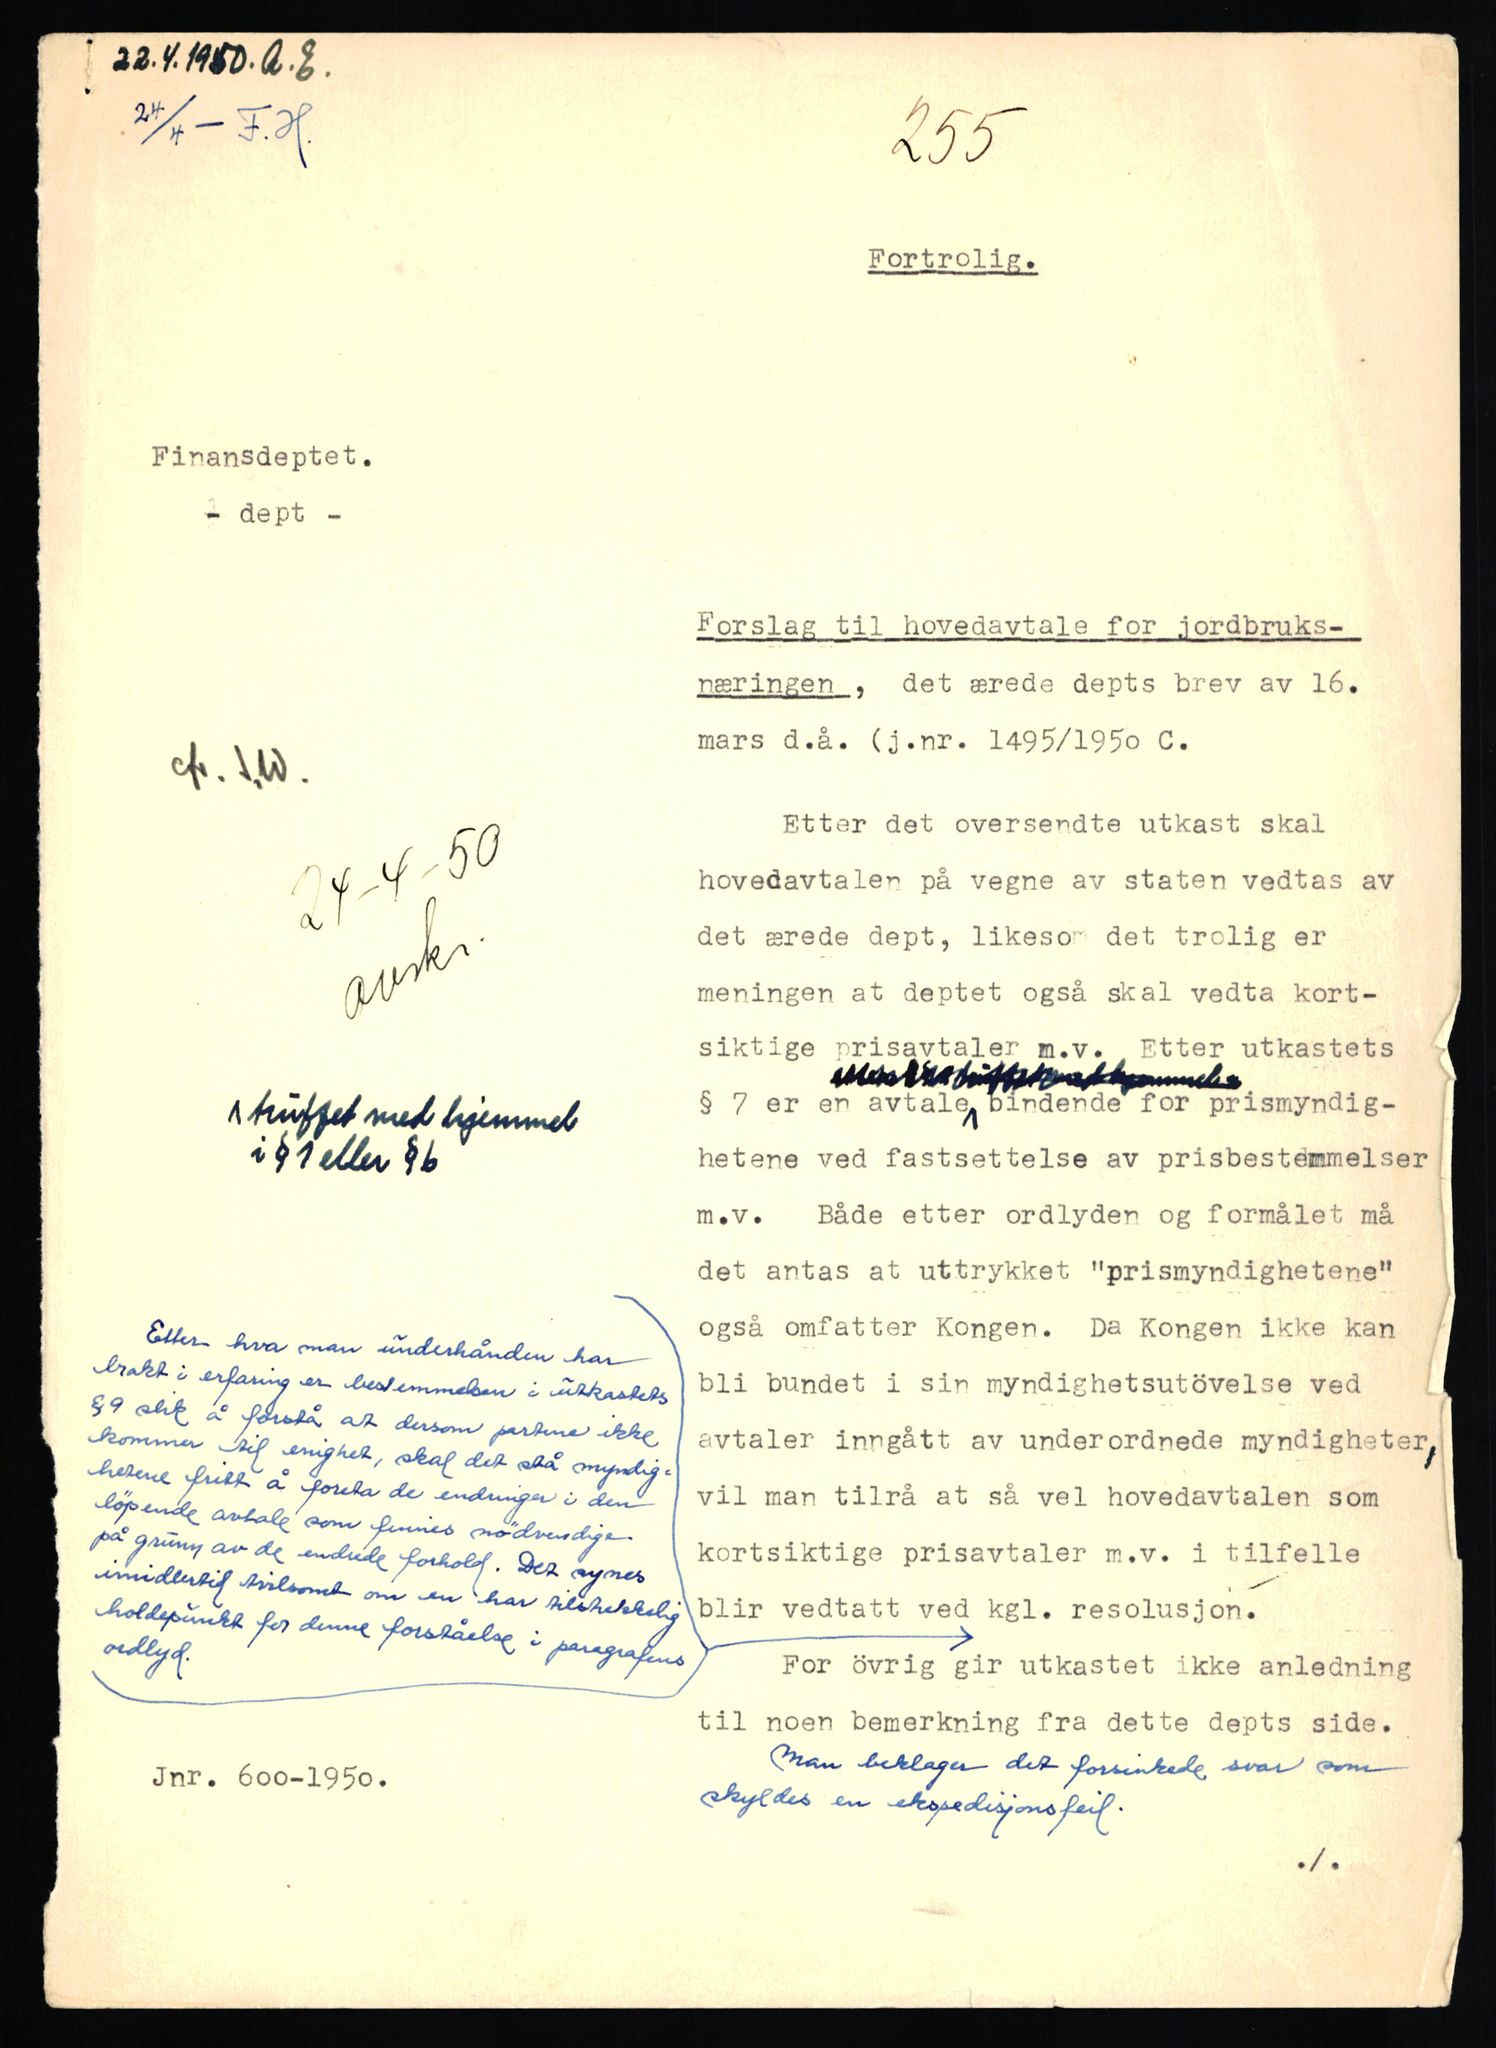 22.4.1950. A.E.
24/4 — F.H.
255
Fortrolig.
Finansdeptet.
- dept -
Forslag til hovedavtale for jordbruks-
næringen, det ærede depts brev av 16.
mars d.å. (j.nr. 1495/1950 C.
24-4-50
avskr.
Etter det oversendte utkast skal
hovedavtalen på vegne av staten vedtas av
det ærede dept, likesom det trolig er
meningen at deptet også skal vedta kort-
siktige prisavtaler m.v. Etter utkastets
§ 7 er en avtale bindende for prismyndig-
truffet med hjemmel
i § 1 eller § 6
hetene ved fastsettelse av prisbestemmelser
m.v. Både etter ordlyden og formålet må
det antas at uttrykket "prismyndighetene"
også omfatter Kongen. Da Kongen ikke kan
bli bundet i sin myndighetsutövelse ved
avtaler inngått av underordnede myndigheter,
vil man tilrå at så vel hovedavtalen som
kortsiktige prisavtaler m.v. i tilfelle
blir vedtatt ved kgl. resolusjon.
Etter hva man underhånden har
brakt i erfaring er bestemmelsen i utkastets
§ 9 slik å forstå at dersom partene ikke
kommer til enighet, skal det stå myndig-
hetene fritt å foreta de endringer i den
löpende avtale som finnes nödvendige
på grunn av de endrede forhold. Det synes
imidlertid tvilsomt om en har tilstrekkelig
holdepunkt for denne forståelse i paragrafens
ordlyd.
For övrig gir utkastet ikke anledning
til noen bemerkning fra dette depts side.
Man beklager det forsinkede svar som
skyldes en ekspedisjonsfeil.
Jnr. 600-1950.
./.